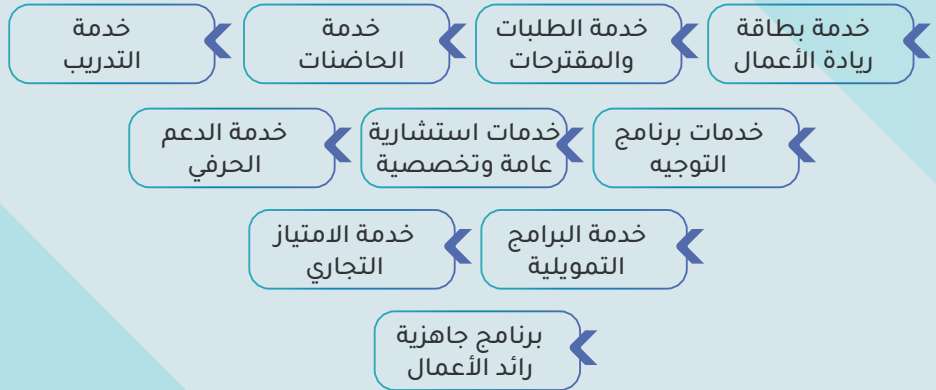 خدمة بطاقة
ريادة الأعمال
خدمة الطلبات
والمقترحات
خدمة
الحاضنات
خدمة
التدريب
خدمات برنامج
التوجيه
خدمات استشارية
عامة وتخصصية
خدمة الدعم
الحرفي
خدمة البرامج
التمويلية
خدمة الامتياز
التجاري
برنامج جاهزية
رائد الأعمال